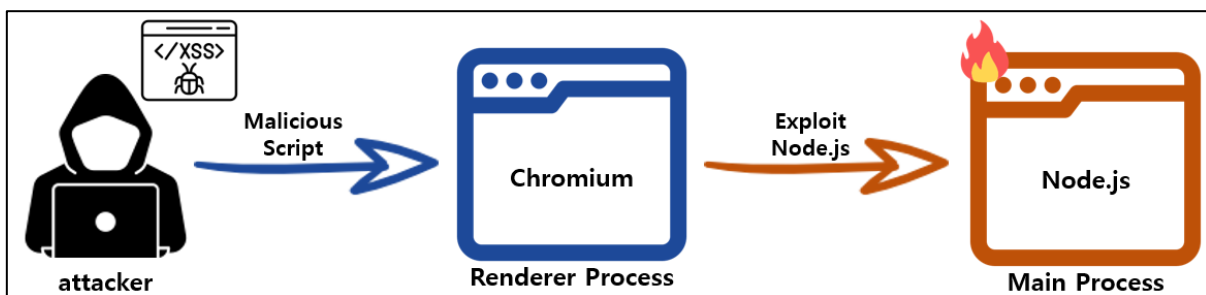 </XSS>
Malicious
Script
Exploit
Node.js
Chromium
Node.js
attacker
Renderer Process
Main Process